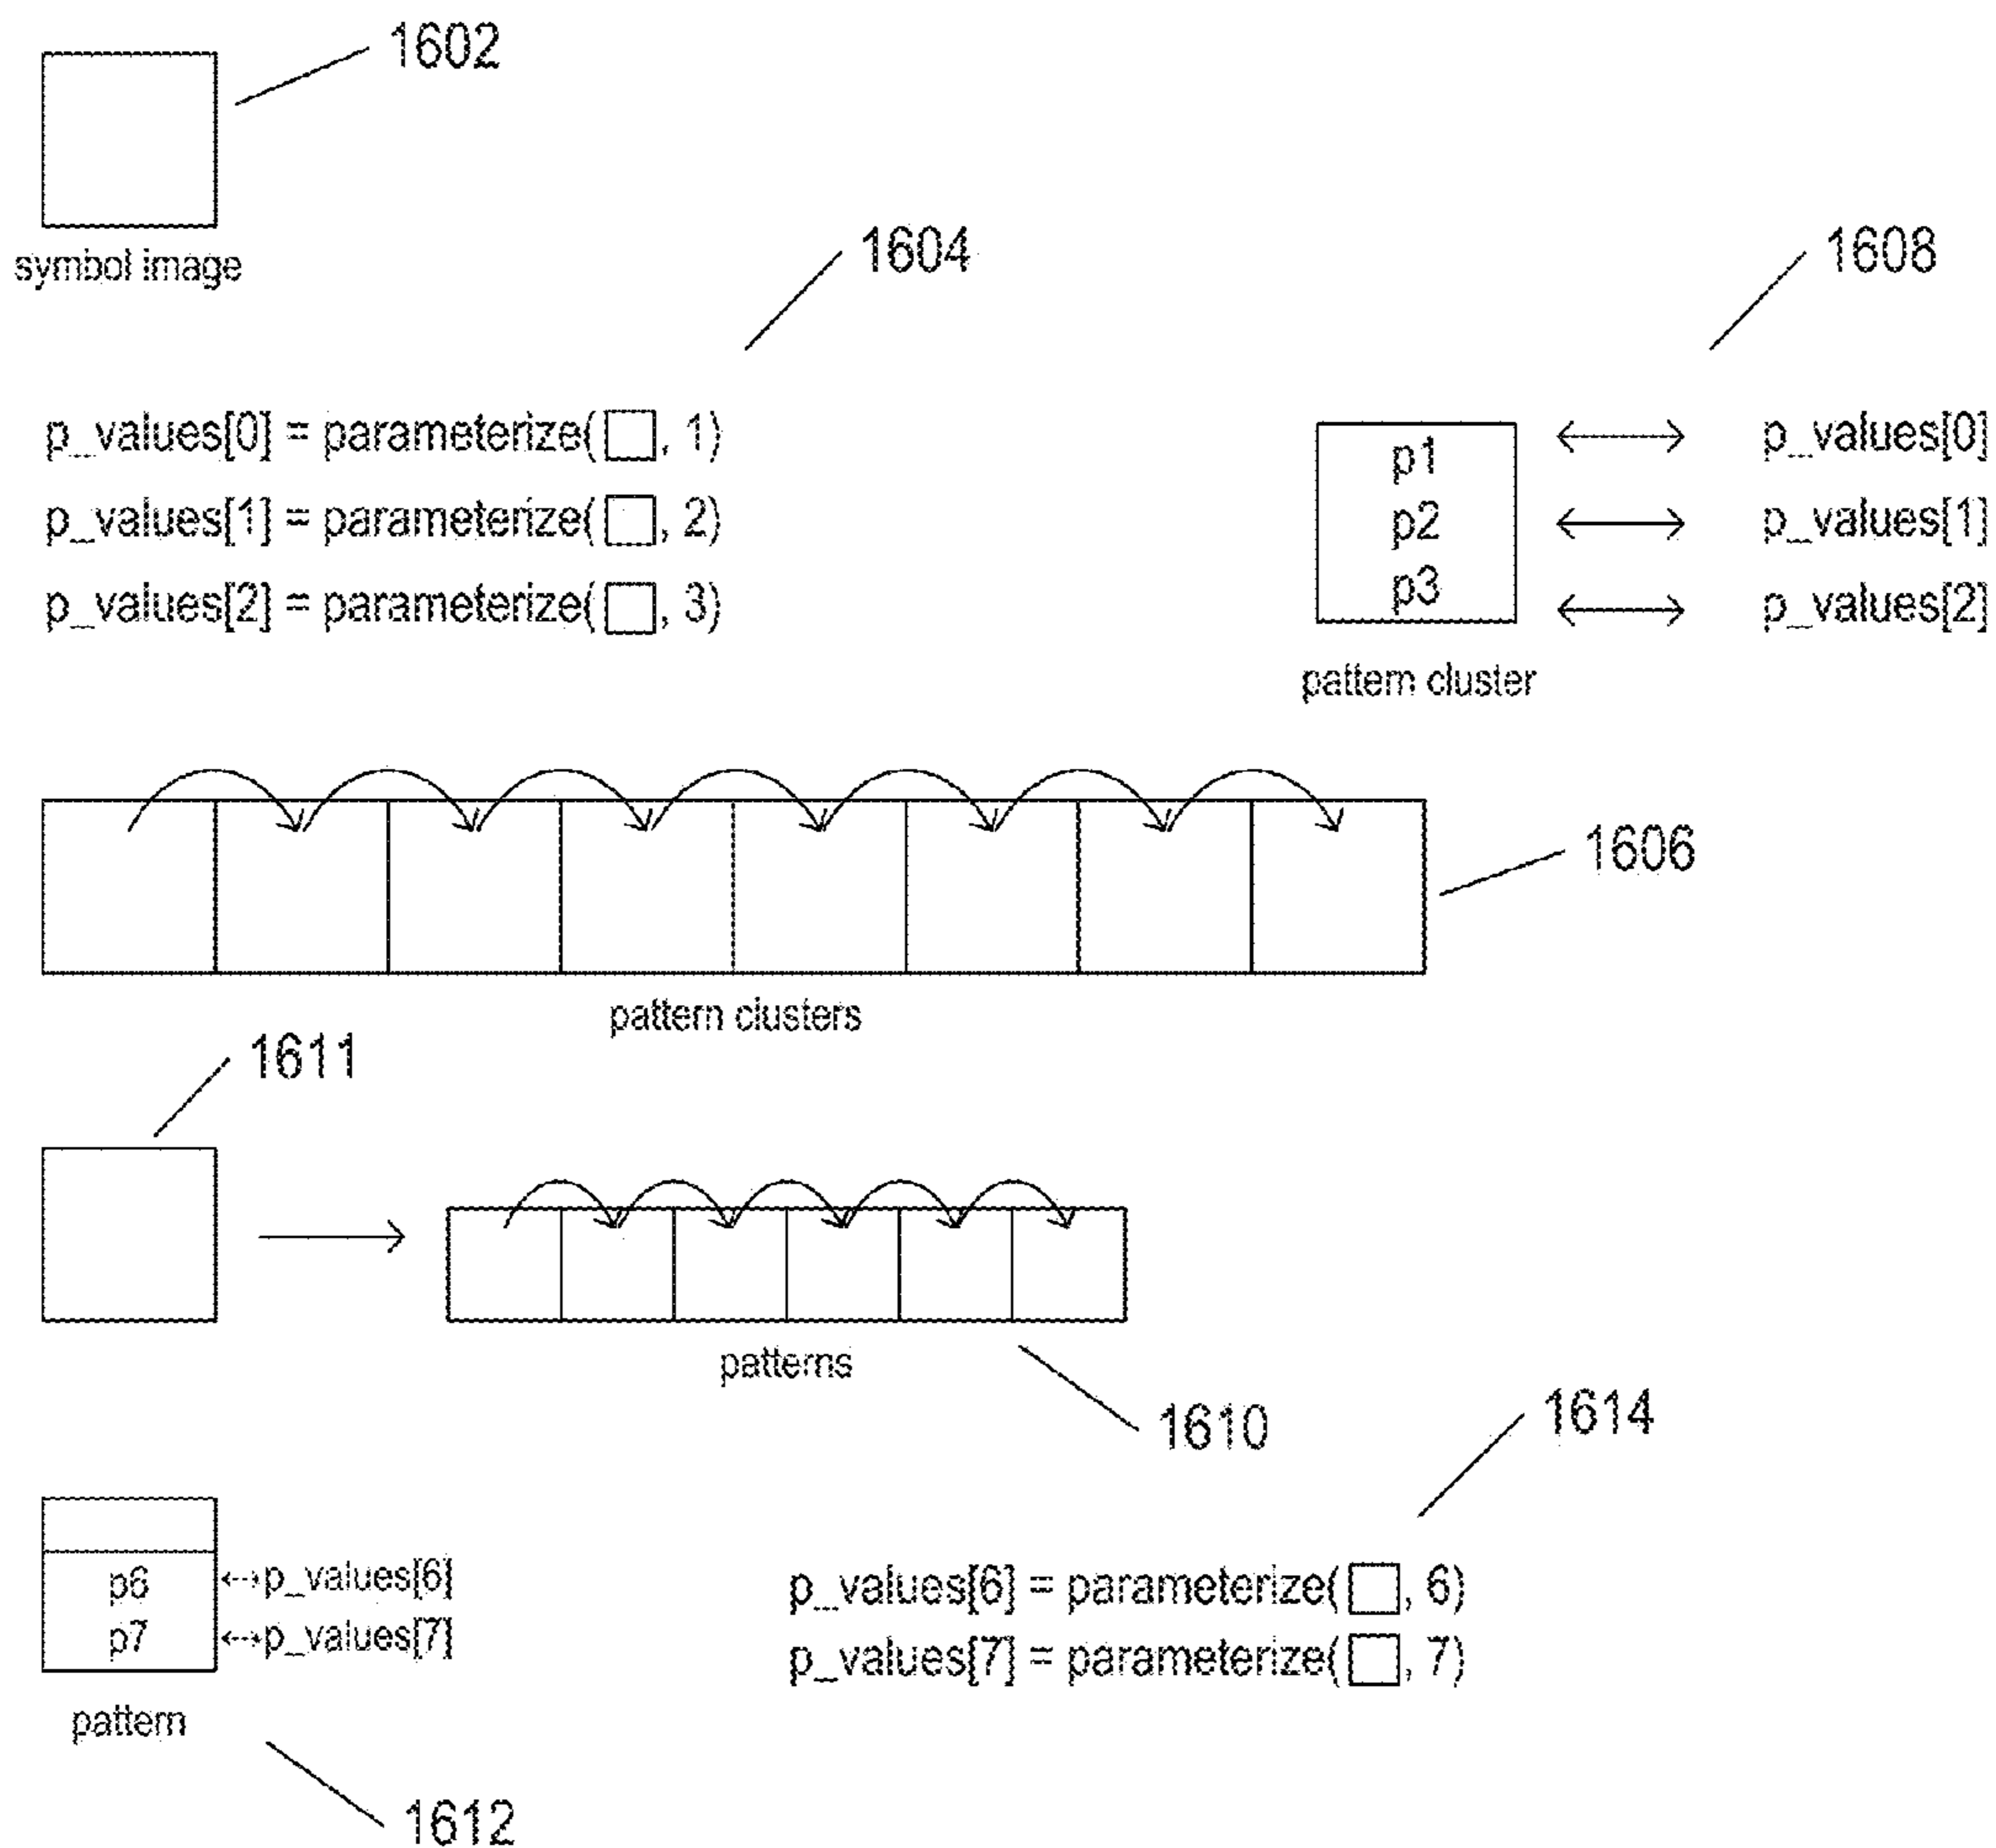 1602
symbol image
1604
1608
p_values[0] = parameterize(□, 1)
p_values[1] = parameterize(□, 2)
p_values[2] = parameterize(□, 3)
p1
p2
p3
p_values[0]
p_values[1]
p_values[2]
pattern cluster
1606
pattern clusters
1611
patterns
1610
1614
p6
p7
p_values[6]
p_values[7]
pattern
p_values[6] = parameterize(□, 6)
p_values[7] = parameterize(□, 7)
1612